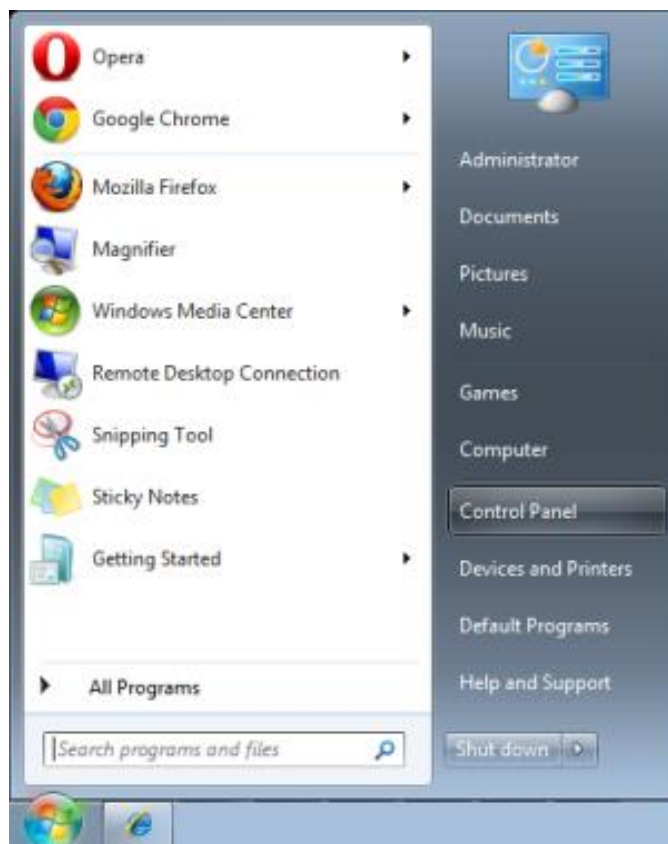 Opera
Google Chrome
Mozilla Firefox
Magnifier
Windows Media Center
Remote Desktop Connection
Snipping Tool
Sticky Notes
Getting Started
All Programs
Search programs and files
Administrator
Documents
Pictures
Music
Games
Computer
Control Panel
Devices and Printers
Default Programs
Help and Support
Shut down